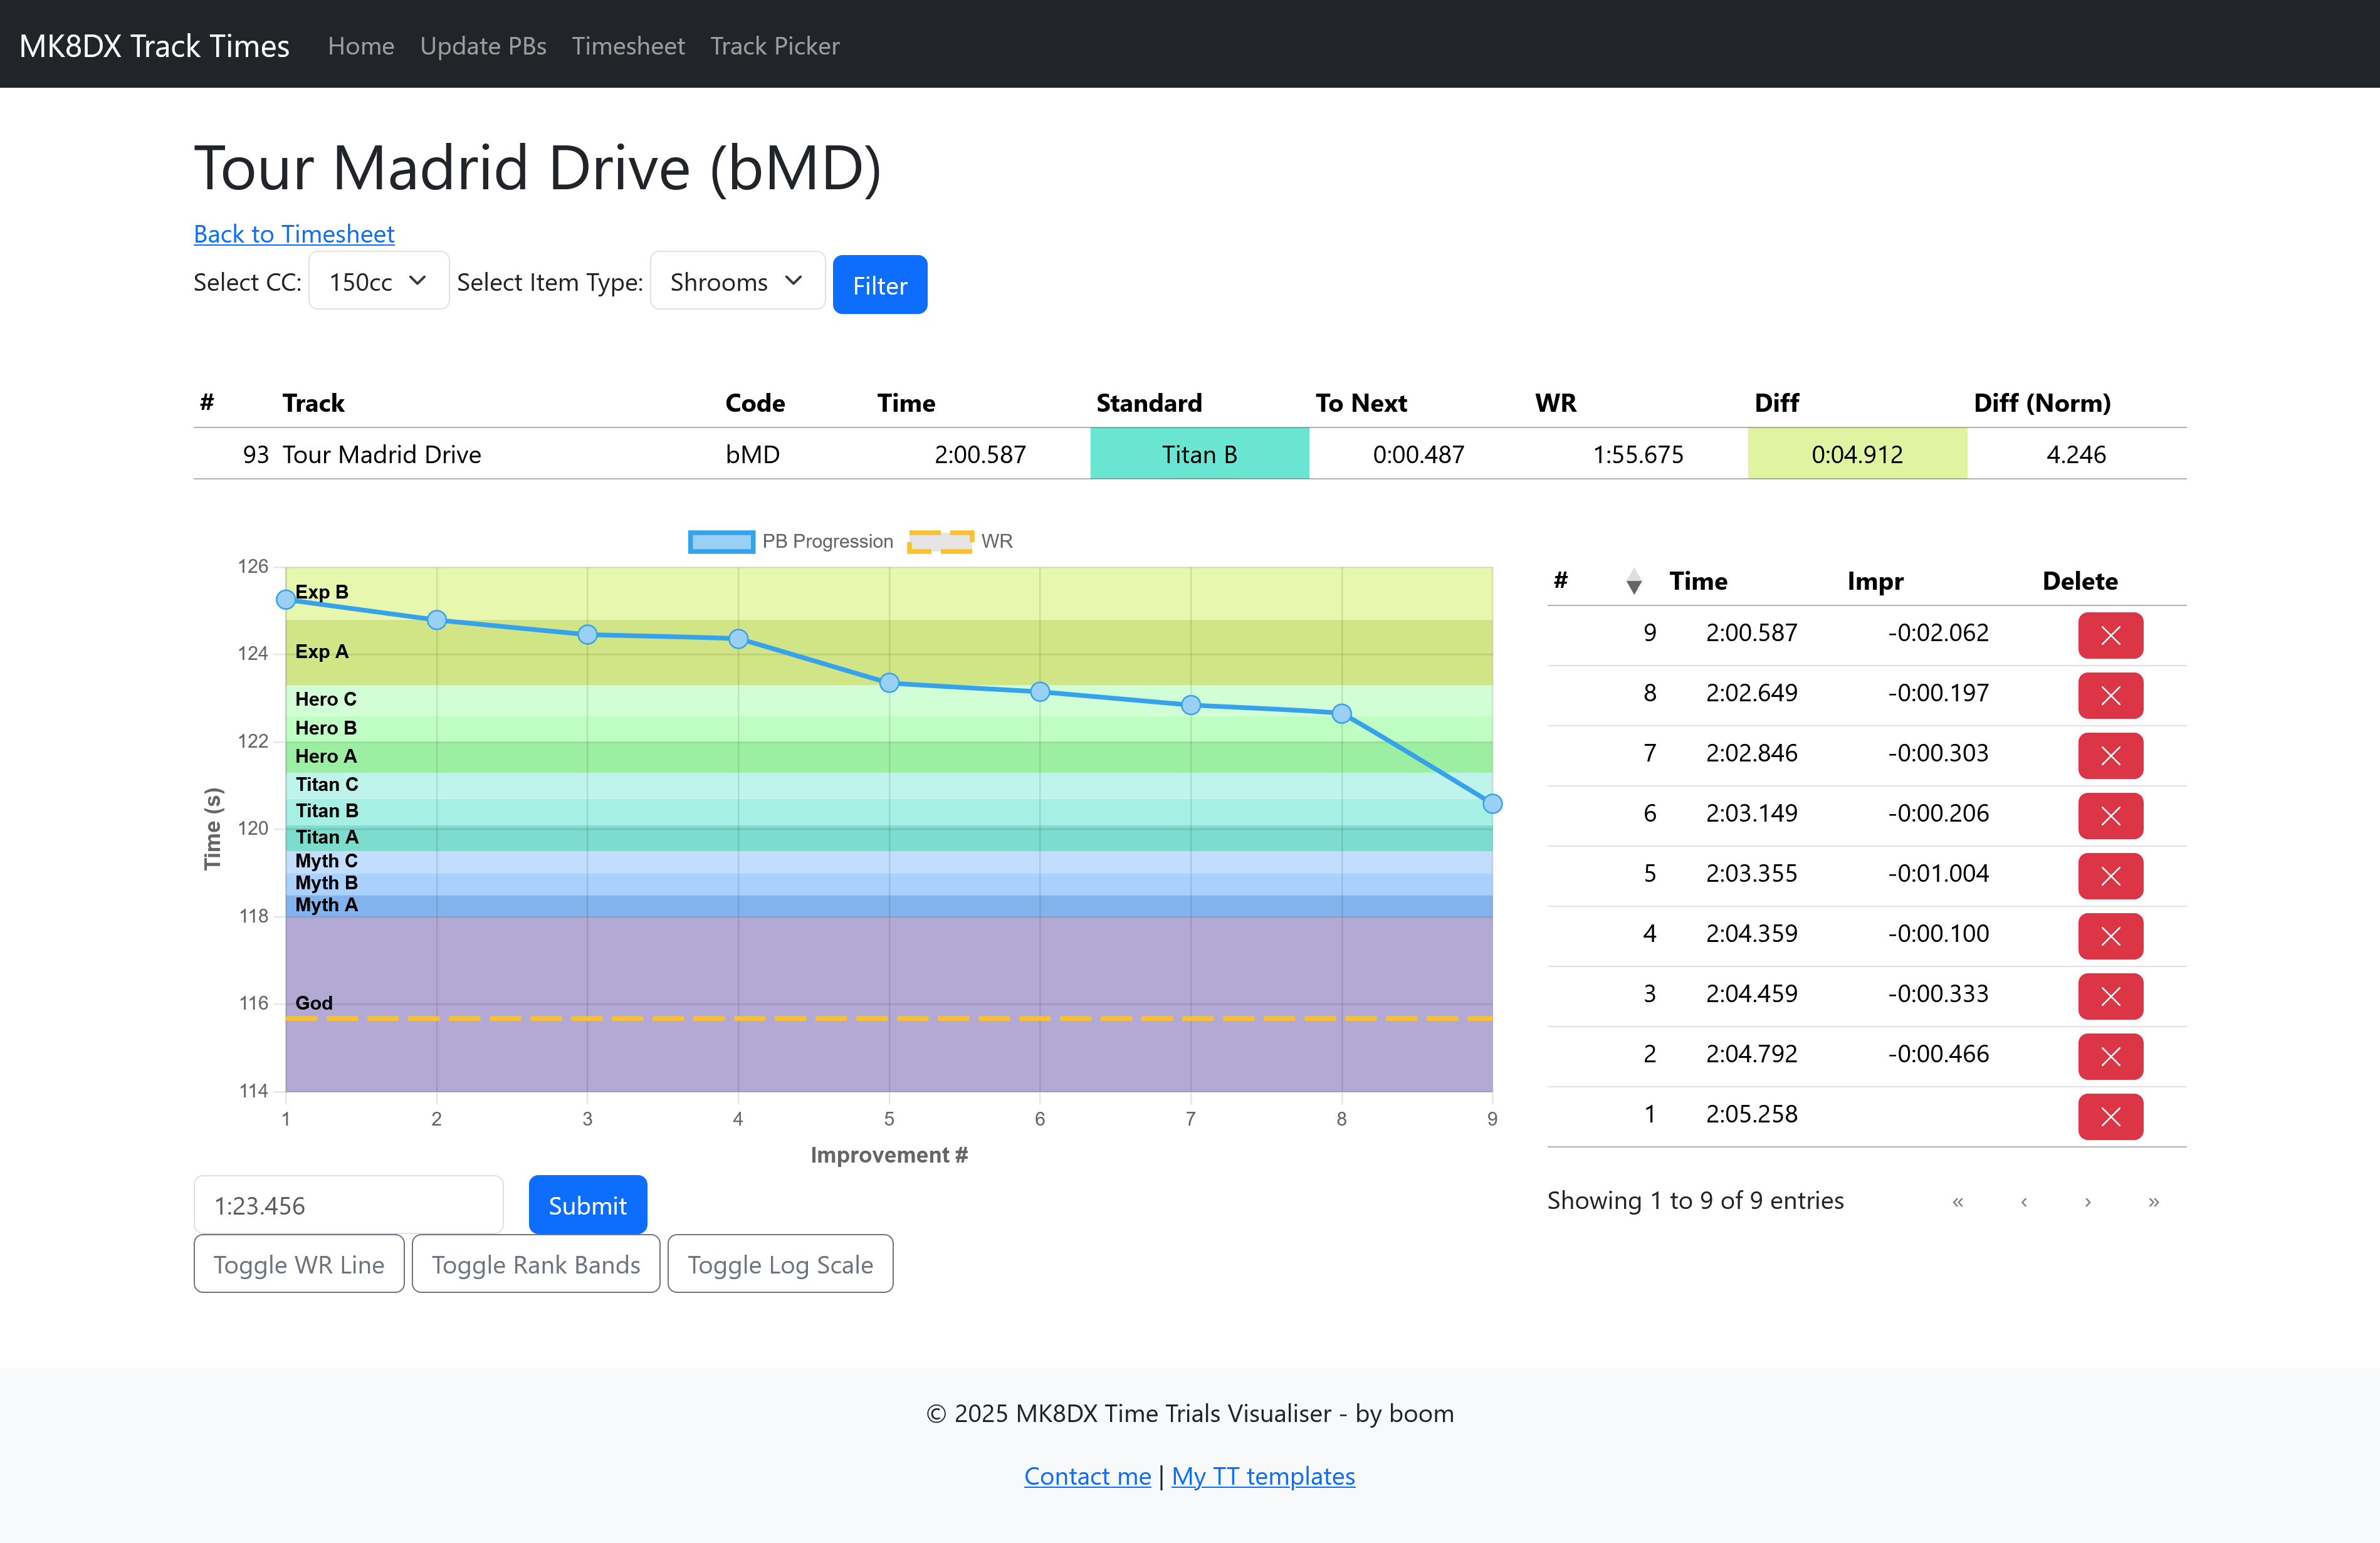 MK8DX Track Times Home Update PBs Timesheet Track Picker
Tour Madrid Drive (bMD)
Back to Timesheet
Select CC: 150cc Select Item Type: Shrooms Filter
# Track Code Time Standard To Next WR Diff Diff (Norm)
93 Tour Madrid Drive bMD 2:00.587 Titan B 0:00.487 1:55.675 0:04.912 4.246
PB Progression WR
126
124
122
120
118
116
114
Time (s)
Exp B
Exp A
Hero C
Hero B
Hero A
Titan C
Titan B
Titan A
Myth C
Myth B
Myth A
God
1 2 3 4 5 6 7 8 9
Improvement #
# Time Impr Delete
9 2:00.587 -0:02.062
8 2:02.649 -0:00.197
7 2:02.846 -0:00.303
6 2:03.149 -0:00.206
5 2:03.355 -0:01.004
4 2:04.359 -0:00.100
3 2:04.459 -0:00.333
2 2:04.792 -0:00.466
1 2:05.258
Showing 1 to 9 of 9 entries « ‹ › »
1:23.456 Submit
Toggle WR Line Toggle Rank Bands Toggle Log Scale
© 2025 MK8DX Time Trials Visualiser - by boom
Contact me | My TT templates